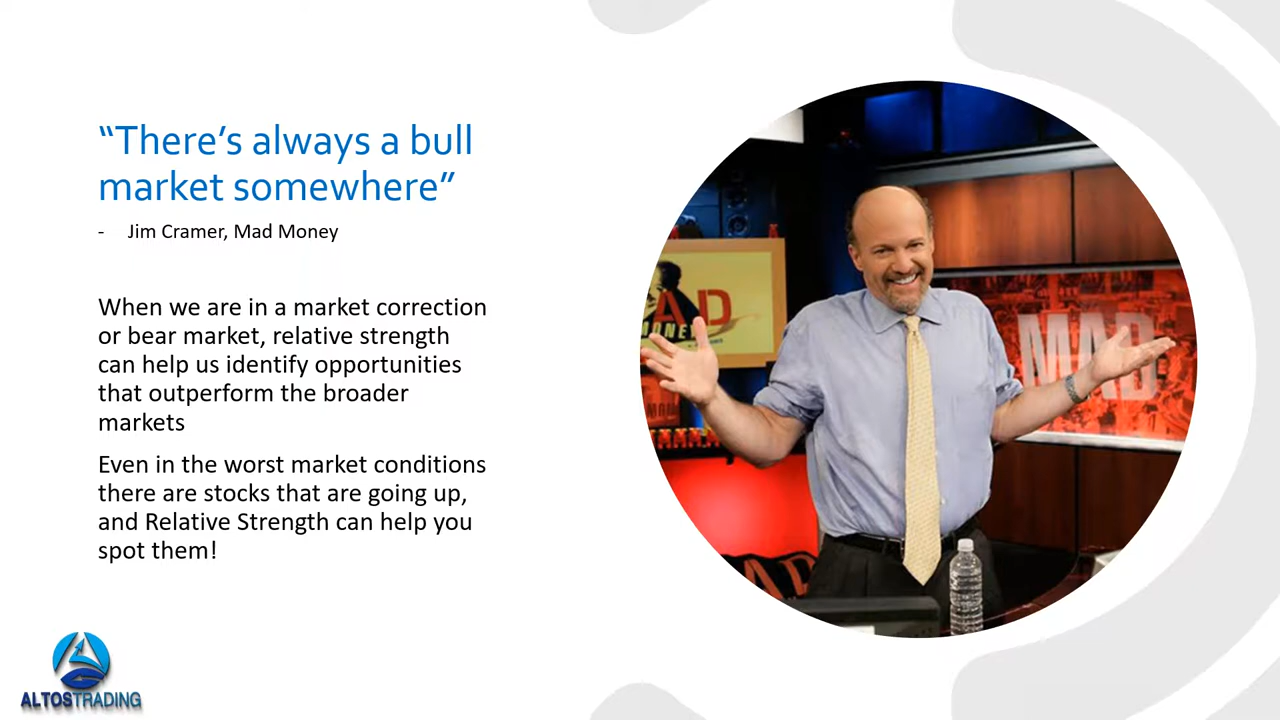 “There’s always a bull
market somewhere”
- Jim Cramer, Mad Money
When we are in a market correction
or bear market, relative strength
can help us identify opportunities
that outperform the broader
markets
Even in the worst market conditions
there are stocks that are going up,
and Relative Strength can help you
spot them!
MAD
MAD
ALTOSTRADING